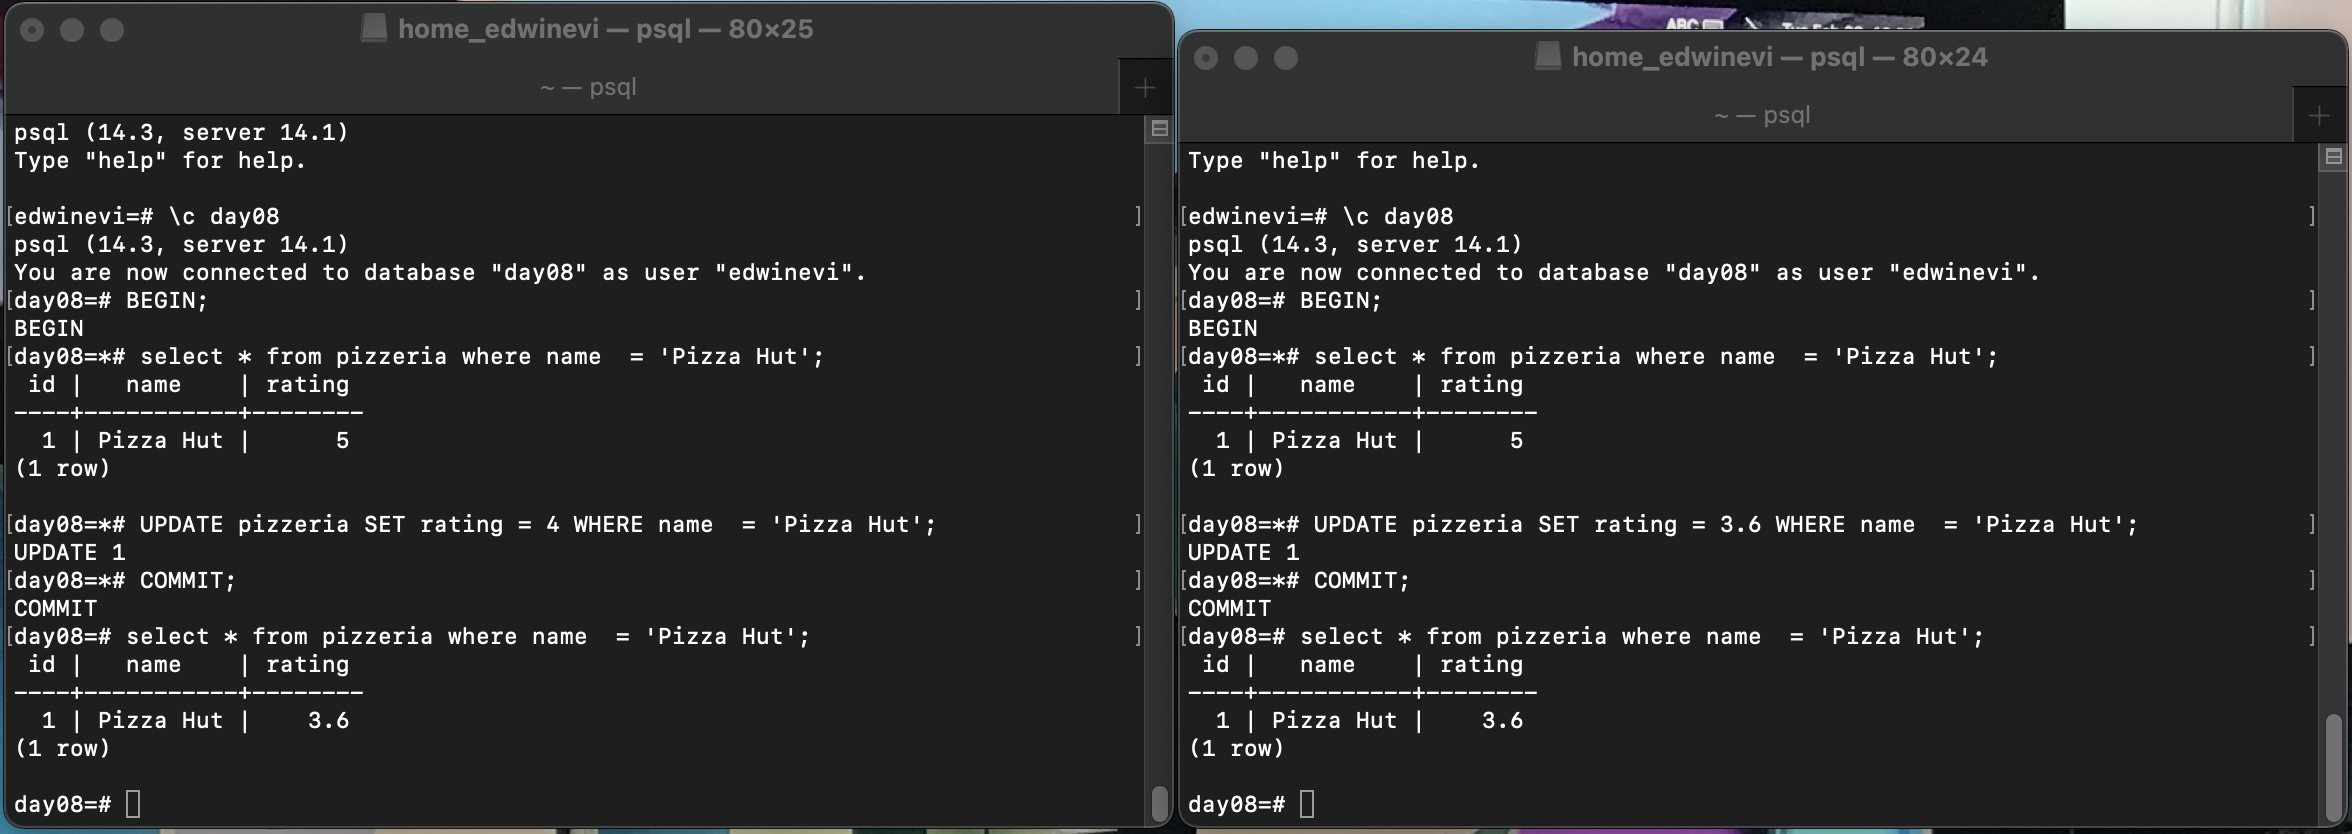 home_edwinevi — psql — 80×25
~ — psql
psql (14.3, server 14.1)
Type "help" for help.
[edwinevi=# \c day08 ]
psql (14.3, server 14.1)
You are now connected to database "day08" as user "edwinevi".
[day08=# BEGIN; ]
BEGIN
[day08=*# select * from pizzeria where name  = 'Pizza Hut'; ]
 id |   name    | rating
----+-----------+--------
  1 | Pizza Hut |      5
(1 row)
[day08=*# UPDATE pizzeria SET rating = 4 WHERE name  = 'Pizza Hut'; ]
UPDATE 1
[day08=*# COMMIT; ]
COMMIT
[day08=# select * from pizzeria where name  = 'Pizza Hut'; ]
 id |   name    | rating
----+-----------+--------
  1 | Pizza Hut |    3.6
(1 row)
day08=#
ABC
home_edwinevi — psql — 80×24
~ — psql
Type "help" for help.
[edwinevi=# \c day08 ]
psql (14.3, server 14.1)
You are now connected to database "day08" as user "edwinevi".
[day08=# BEGIN; ]
BEGIN
[day08=*# select * from pizzeria where name  = 'Pizza Hut'; ]
 id |   name    | rating
----+-----------+--------
  1 | Pizza Hut |      5
(1 row)
[day08=*# UPDATE pizzeria SET rating = 3.6 WHERE name  = 'Pizza Hut'; ]
UPDATE 1
[day08=*# COMMIT; ]
COMMIT
[day08=# select * from pizzeria where name  = 'Pizza Hut'; ]
 id |   name    | rating
----+-----------+--------
  1 | Pizza Hut |    3.6
(1 row)
day08=#